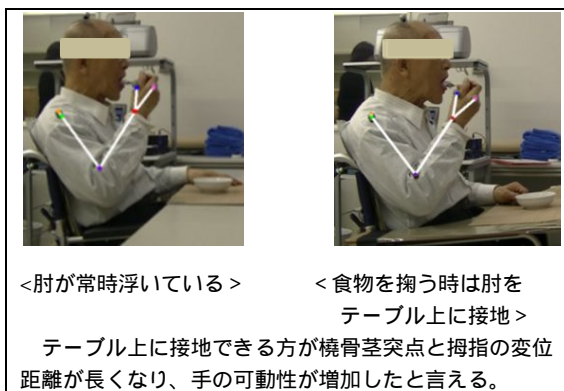 <肘が常時浮いている>
<食物を掬う時は肘を
テーブル上に接地>
テーブル上に接地できる方が橈骨茎突点と拇指の変位
距離が長くなり、手の可動性が増加したと言える。